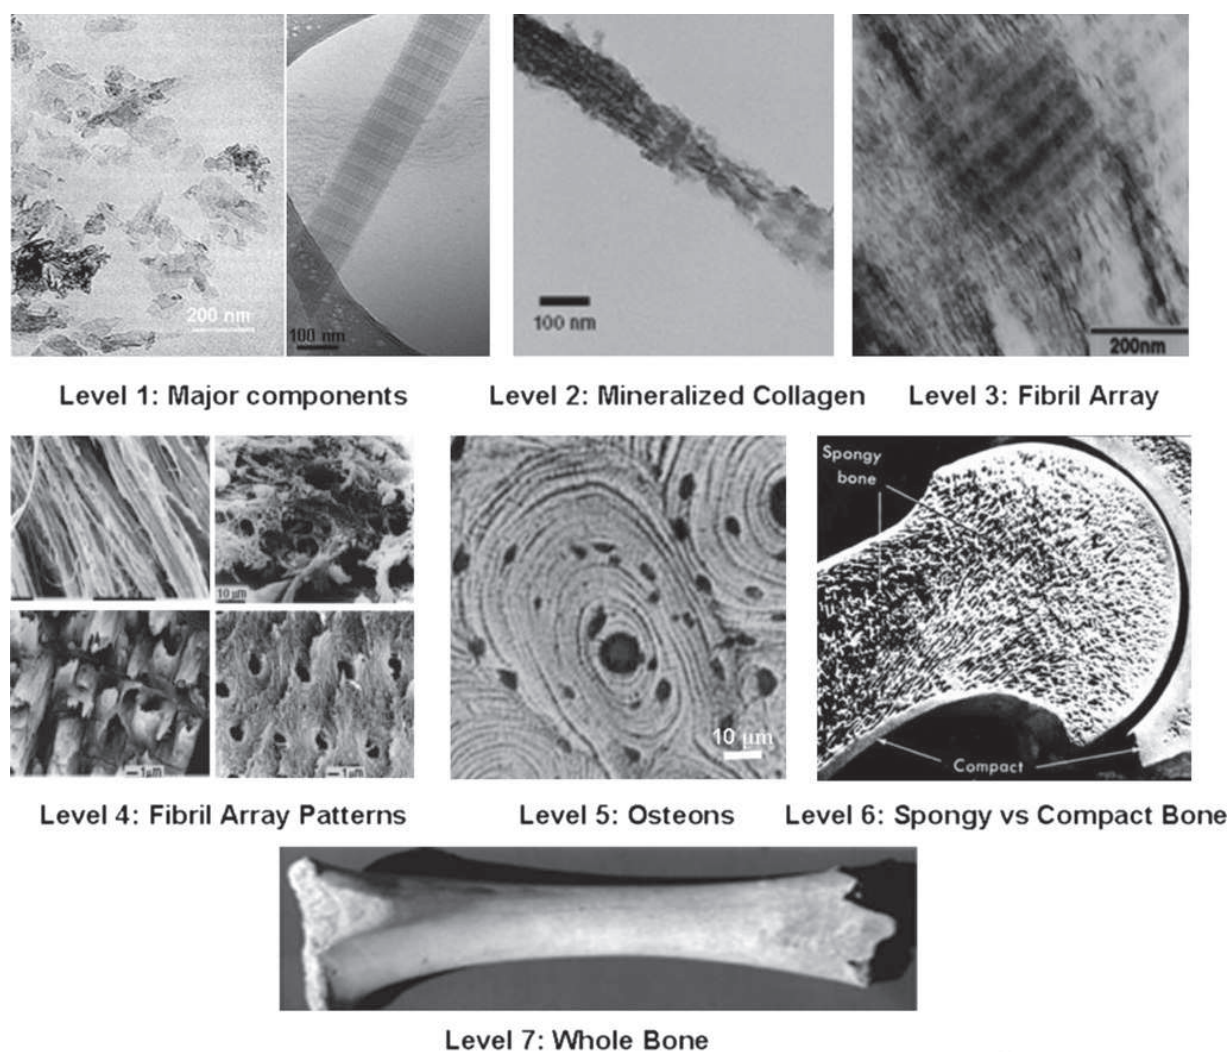 200 nm
100 nm
100 nm
200nm
Level 1: Major components
Level 2: Mineralized Collagen
Level 3: Fibril Array
10 μm
1μm
1μm
Level 4: Fibril Array Patterns
10 μm
Level 5: Osteons
Spongy
bone
Compact
Level 6: Spongy vs Compact Bone
Level 7: Whole Bone